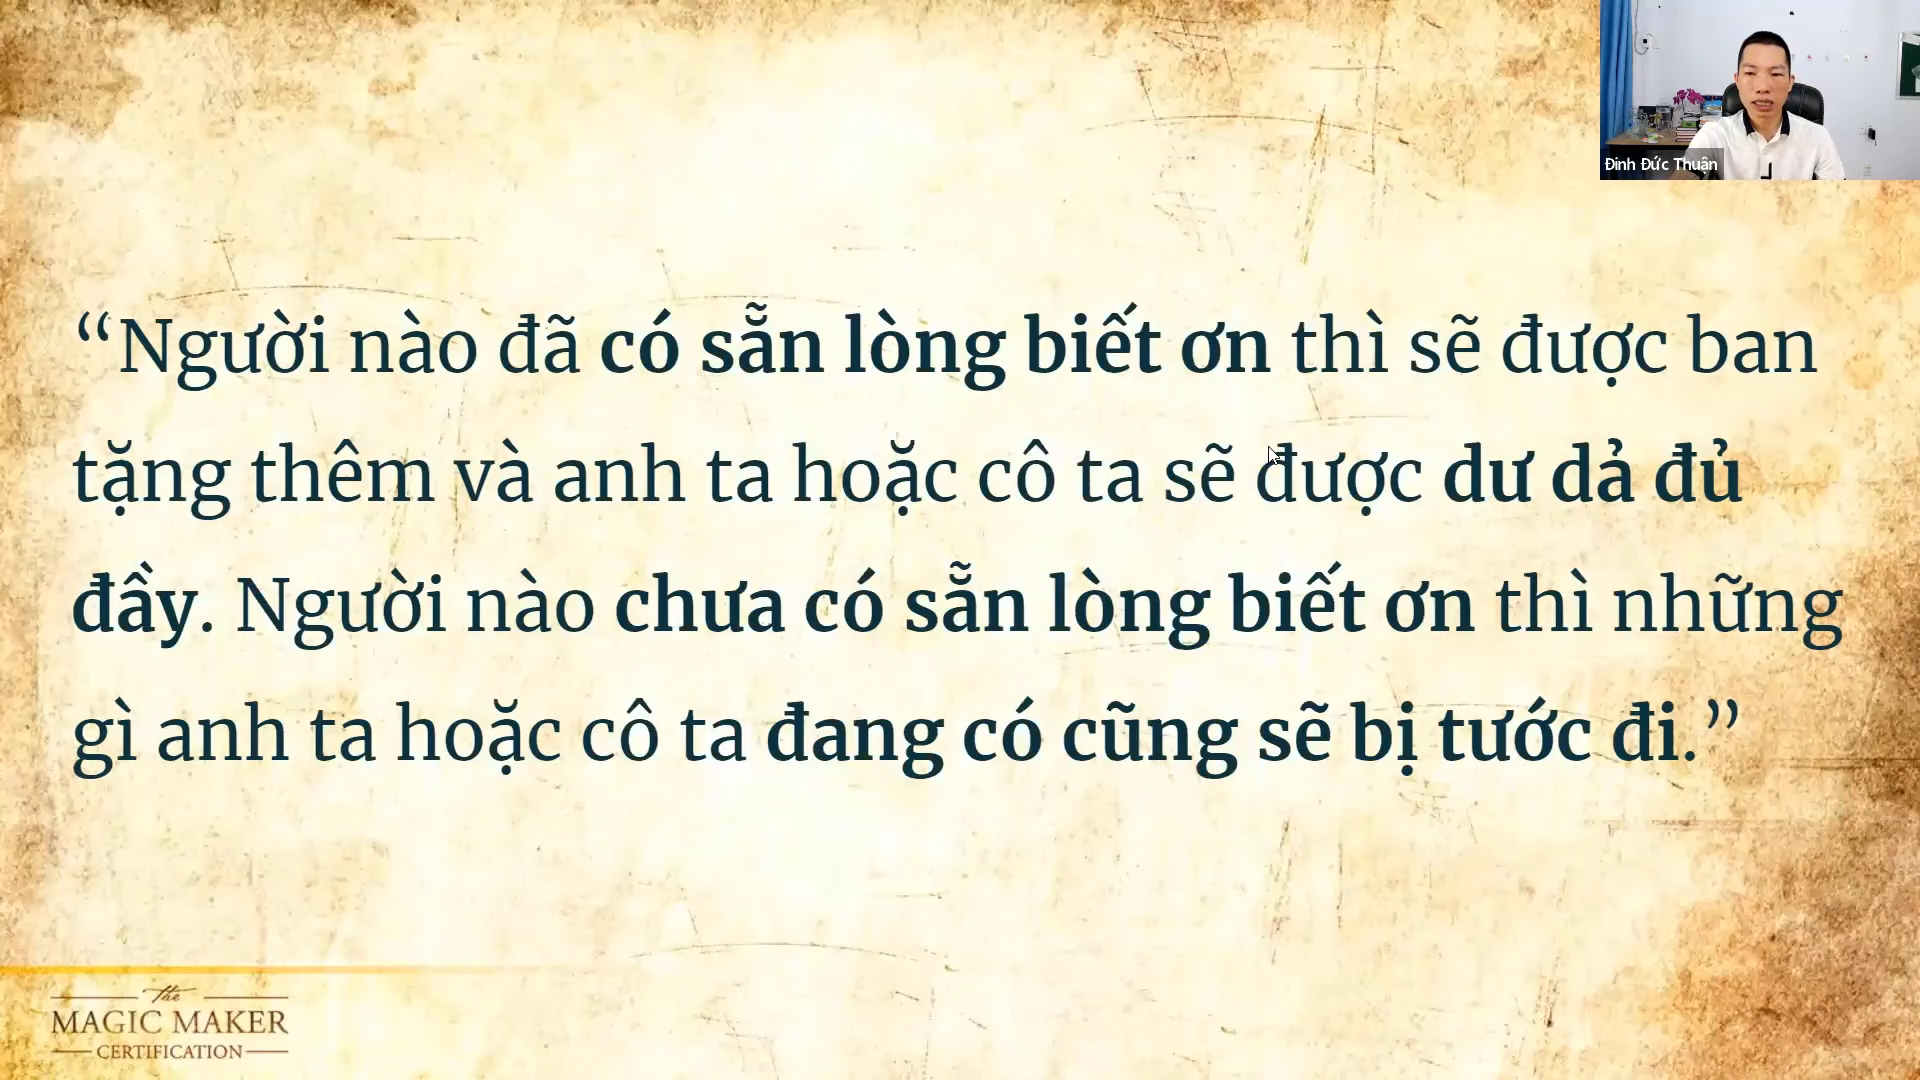 Đinh Đức Thuận
“Người nào đã có sẵn lòng biết ơn thì sẽ được ban
tặng thêm và anh ta hoặc cô ta sẽ được dư dả đủ
đầy. Người nào chưa có sẵn lòng biết ơn thì những
gì anh ta hoặc cô ta đang có cũng sẽ bị tước đi.”
The
MAGIC MAKER
CERTIFICATION